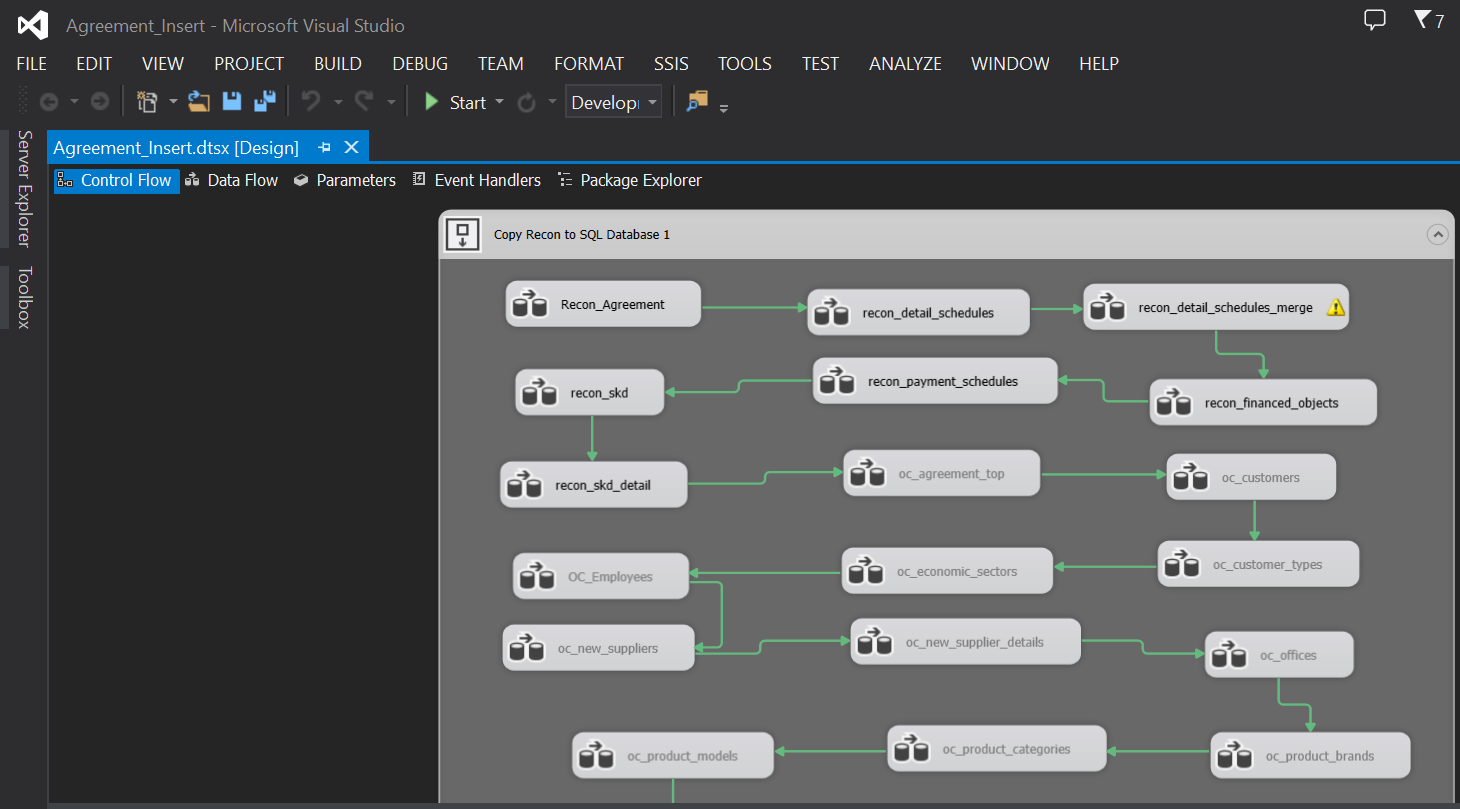 Agreement_Insert - Microsoft Visual Studio
7
FILE EDIT VIEW PROJECT BUILD DEBUG TEAM FORMAT SSIS TOOLS TEST ANALYZE WINDOW HELP
Start Develop
Server Explorer
Toolbox
Agreement_Insert.dtsx [Design]
Control Flow Data Flow Parameters Event Handlers Package Explorer
Copy Recon to SQL Database 1
Recon_Agreement
recon_detail_schedules
recon_detail_schedules_merge
recon_skd
recon_payment_schedules
recon_financed_objects
recon_skd_detail
oc_agreement_top
oc_customers
OC_Employees
oc_economic_sectors
oc_customer_types
oc_new_suppliers
oc_new_supplier_details
oc_offices
oc_product_models
oc_product_categories
oc_product_brands